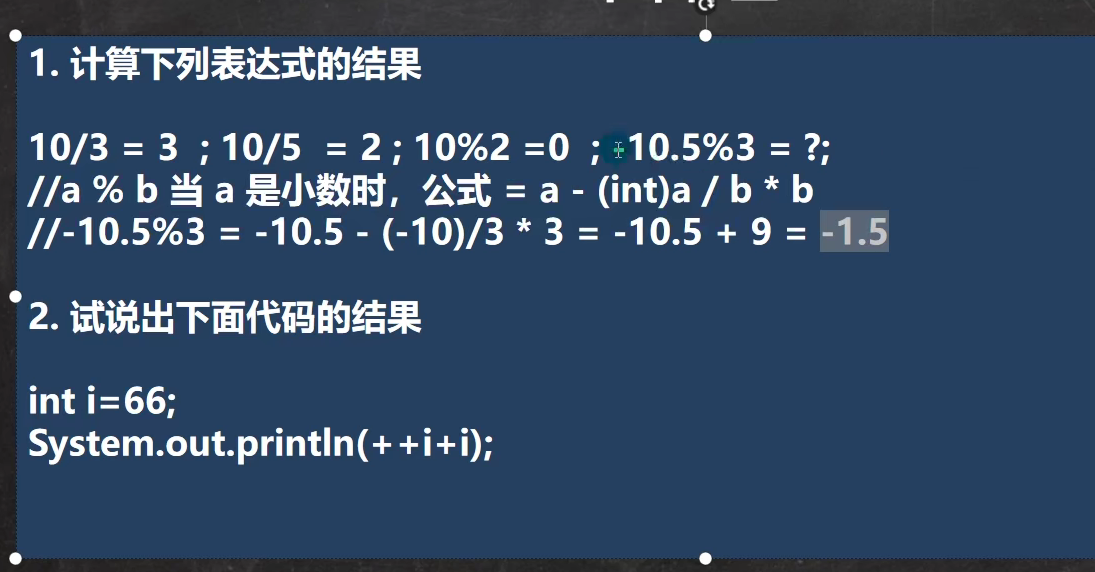 1. 计算下列表达式的结果
10/3 = 3 ; 10/5 = 2 ; 10%2 =0 ; -10.5%3 = ?;
//a % b 当 a 是小数时，公式 = a - (int)a / b * b
//-10.5%3 = -10.5 - (-10)/3 * 3 = -10.5 + 9 = -1.5
2. 试说出下面代码的结果
int i=66;
System.out.println(++i+i);